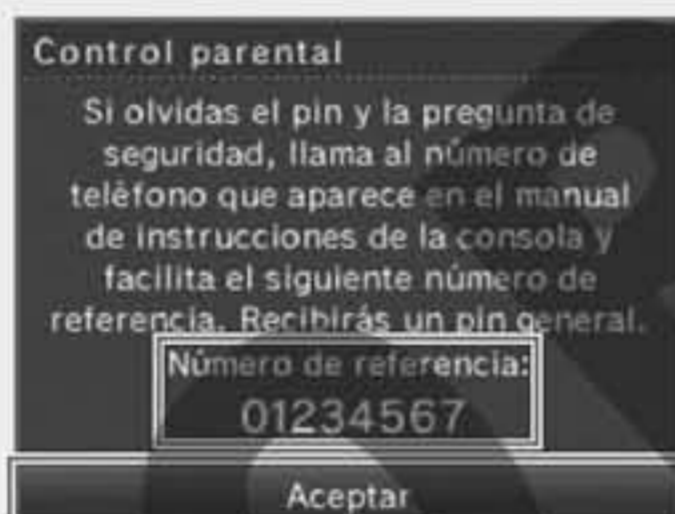 Control parental
Si olvidas el pin y la pregunta de
seguridad, llama al número de
teléfono que aparece en el manual
de instrucciones de la consola y
facilita el siguiente número de
referencia. Recibirás un pin general.
Número de referencia:
01234567
Aceptar